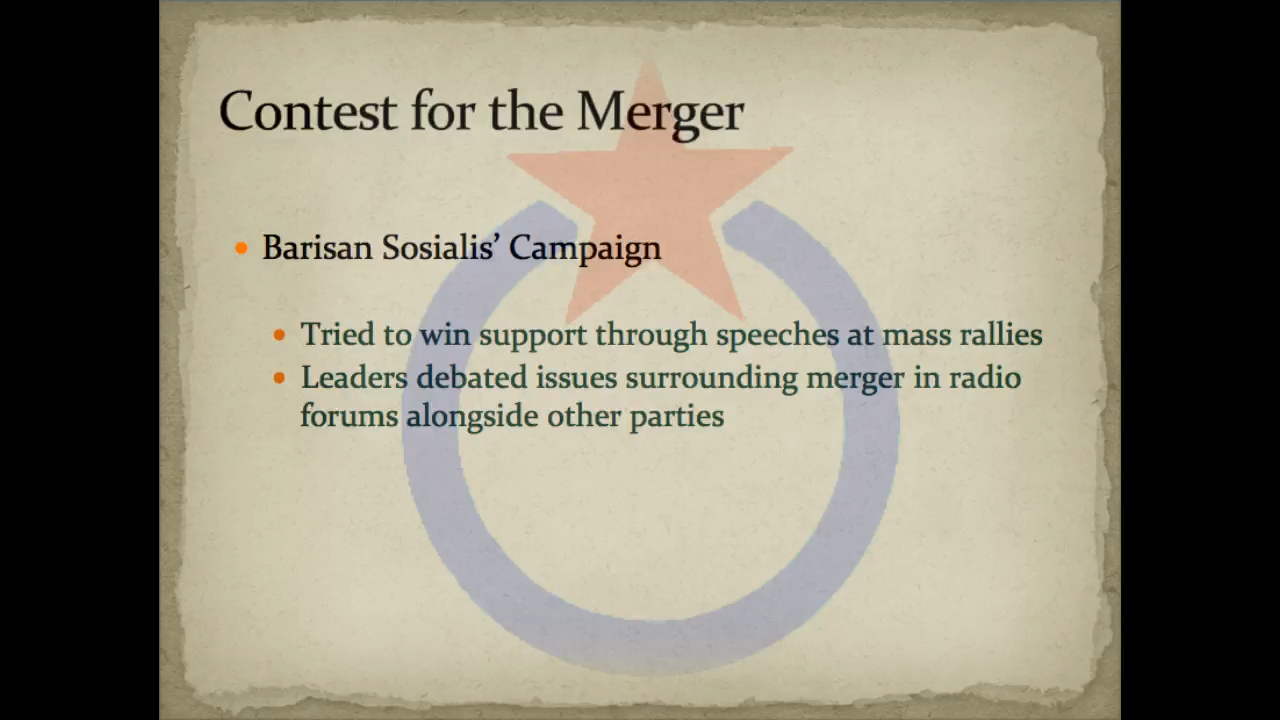 Contest for the Merger
Barisan Sosialis’ Campaign
Tried to win support through speeches at mass rallies
Leaders debated issues surrounding merger in radio
forums alongside other parties